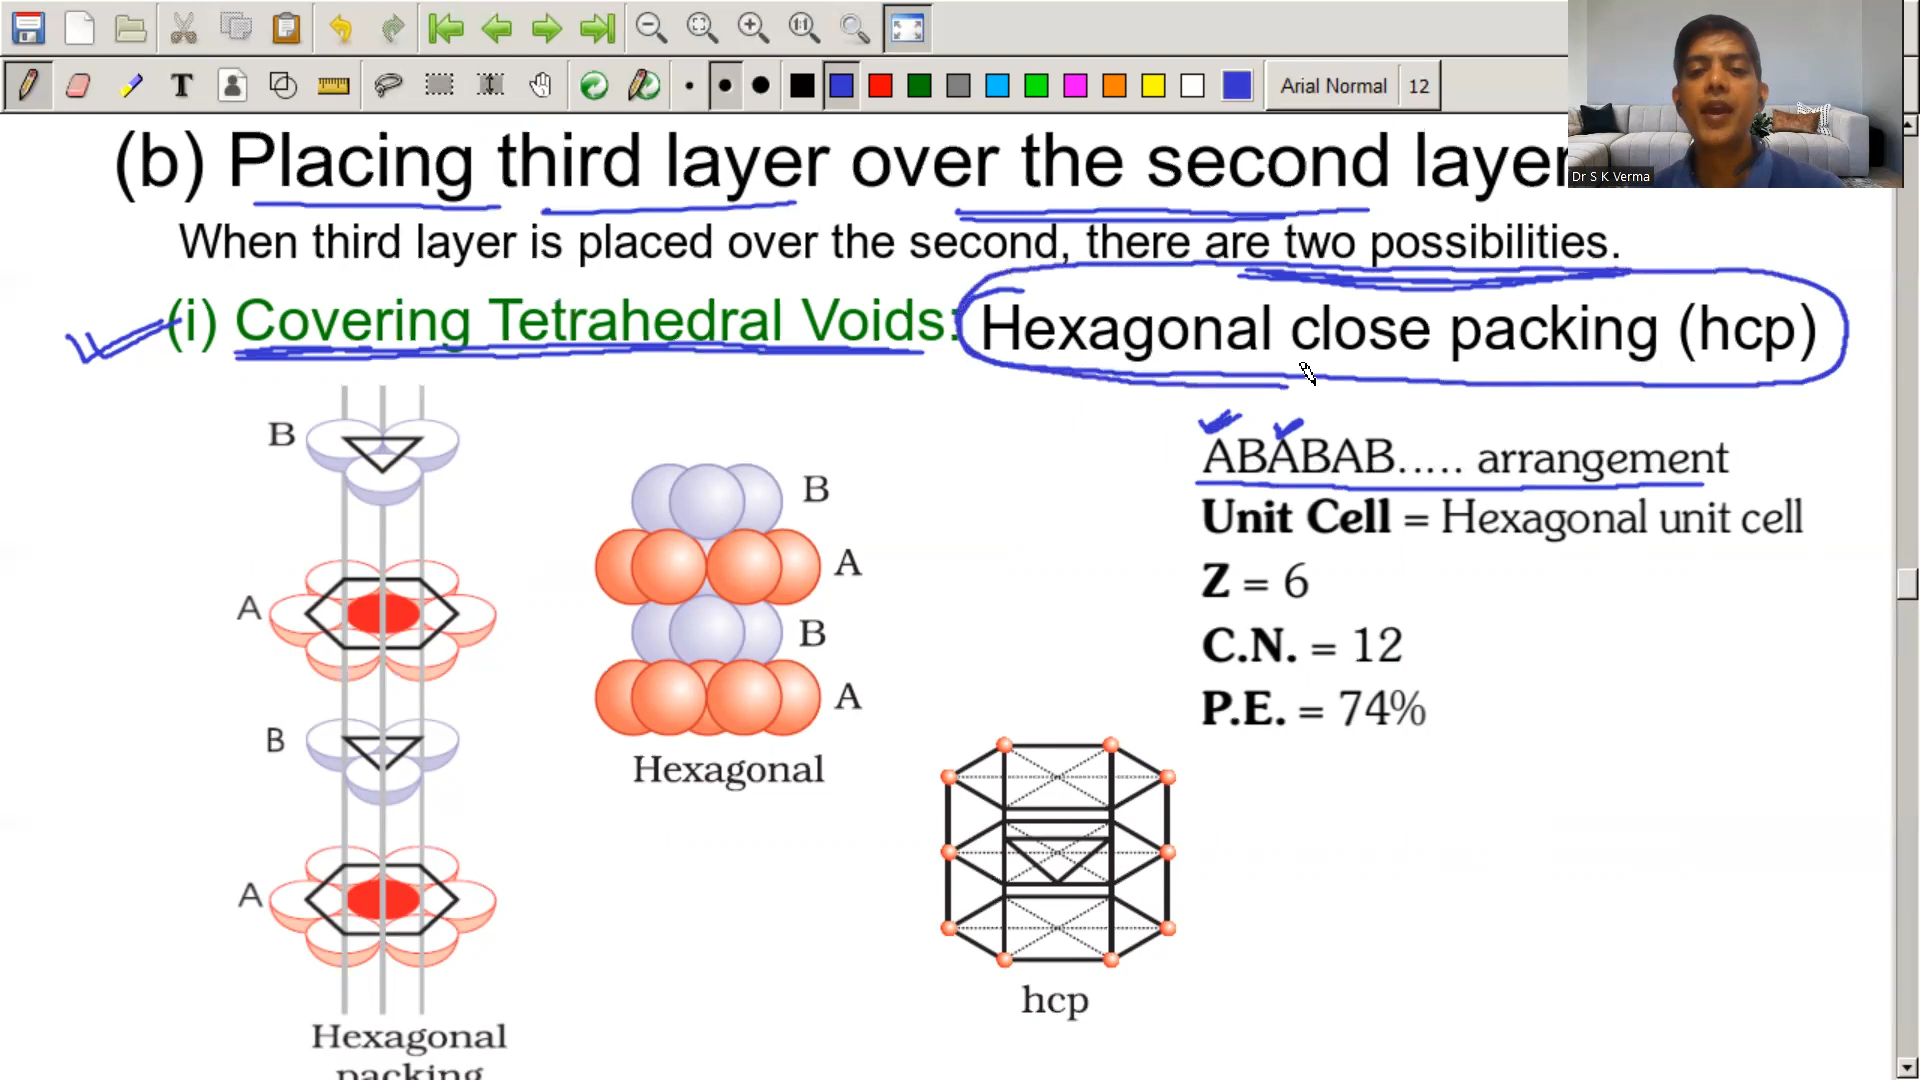 T
1:1
Arial Normal 12
Dr S K Verma
(b) Placing third layer over the second layer
When third layer is placed over the second, there are two possibilities.
(i) Covering Tetrahedral Voids: Hexagonal close packing (hcp)
B
A
B
A
Hexagonal
packing
B
A
B
A
Hexagonal
hcp
ABABAB..... arrangement
Unit Cell = Hexagonal unit cell
Z = 6
C.N. = 12
P.E. = 74%